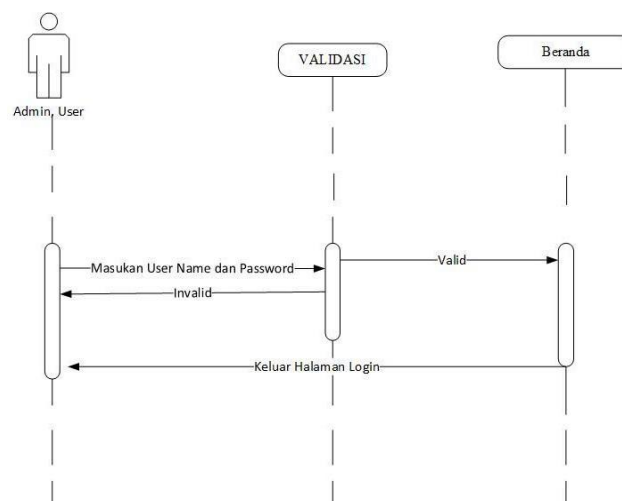 Admin, User
VALIDASI
Beranda
Masukan User Name dan Password
Valid
Invalid
Keluar Halaman Login